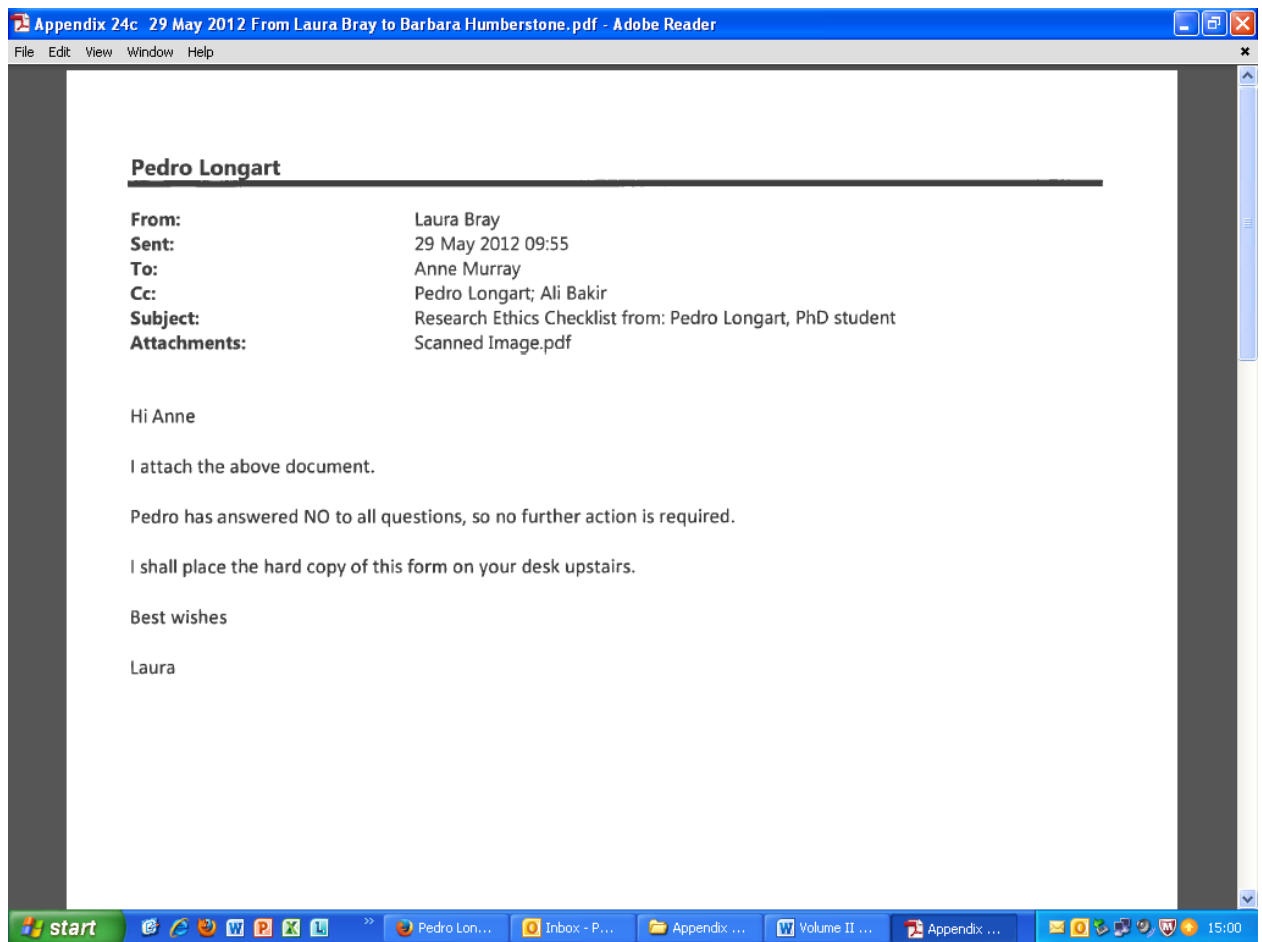 Appendix 24c 29 May 2012 From Laura Bray to Barbara Humberstone.pdf - Adobe Reader
File Edit View Window Help
Pedro Longart
From: Laura Bray
Sent: 29 May 2012 09:55
To: Anne Murray
Cc: Pedro Longart; Ali Bakir
Subject: Research Ethics Checklist from: Pedro Longart, PhD student
Attachments: Scanned Image.pdf
Hi Anne
I attach the above document.
Pedro has answered NO to all questions, so no further action is required.
I shall place the hard copy of this form on your desk upstairs.
Best wishes
Laura
start Pedro Lon... Inbox - P... Appendix ... Volume II ... Appendix ... 15:00